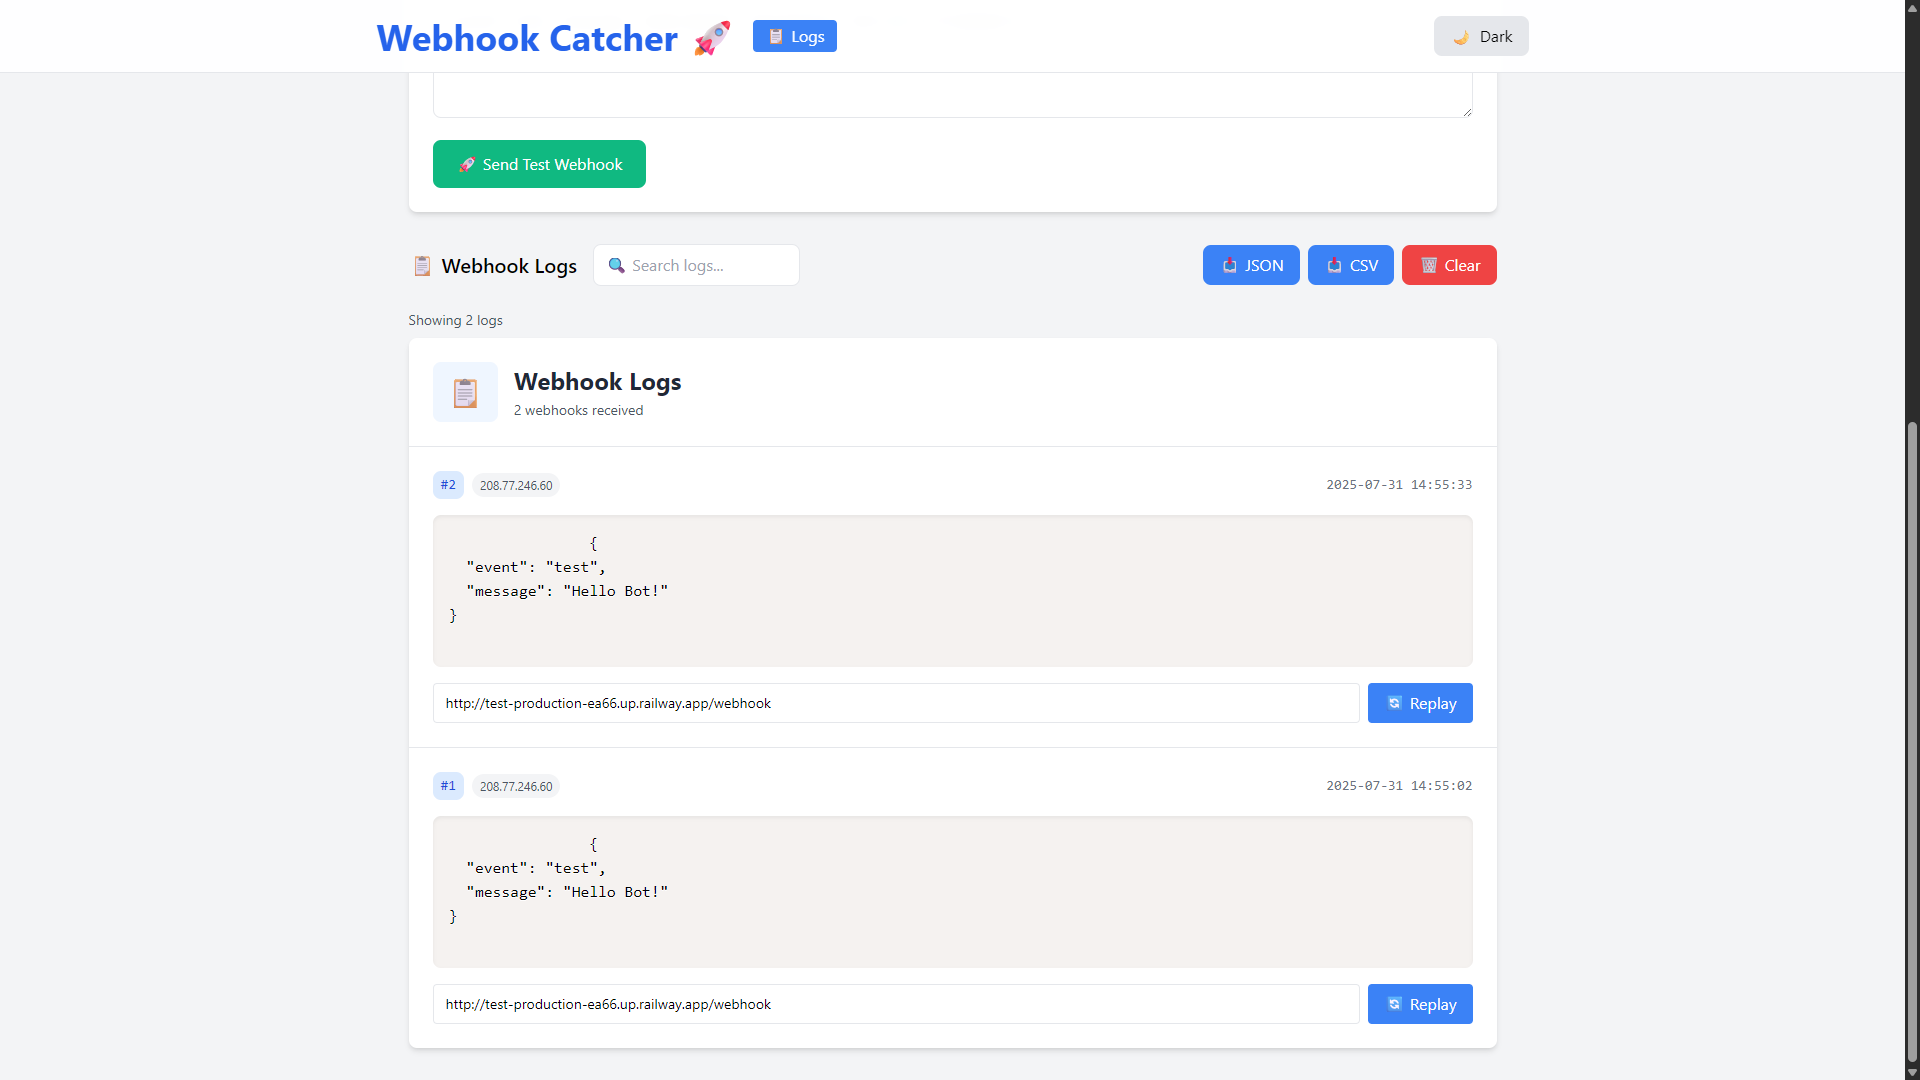 Webhook Catcher 🚀
📋 Logs
🌙 Dark
🚀 Send Test Webhook
📋 Webhook Logs
🔍 Search logs...
📥 JSON
📥 CSV
🗑️ Clear
Showing 2 logs
Webhook Logs
2 webhooks received
#2 208.77.246.60 2025-07-31 14:55:33
{
"event": "test",
"message": "Hello Bot!"
}
http://test-production-ea66.up.railway.app/webhook
🔄 Replay
#1 208.77.246.60 2025-07-31 14:55:02
{
"event": "test",
"message": "Hello Bot!"
}
http://test-production-ea66.up.railway.app/webhook
🔄 Replay